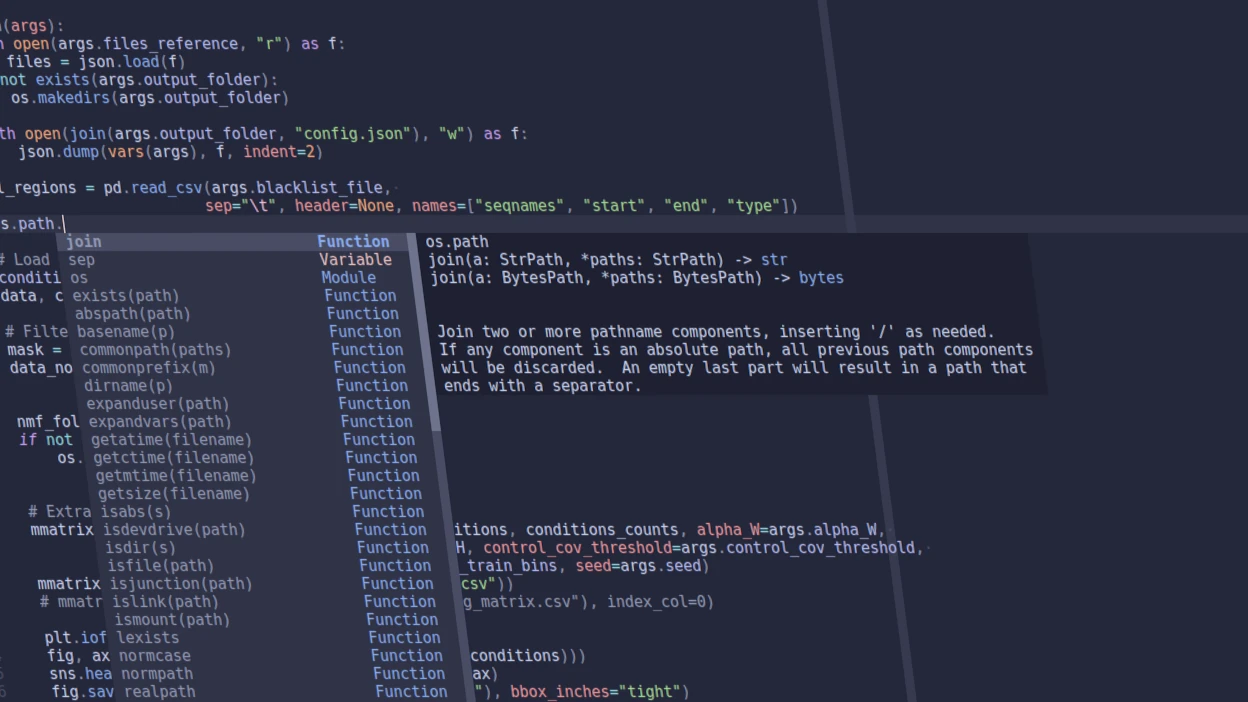 (args):
open(args.files_reference, "r") as f:
files = json.load(f)
not exists(args.output_folder):
os.makedirs(args.output_folder)
th open(join(args.output_folder, "config.json"), "w") as f:
json.dump(vars(args), f, indent=2)
l_regions = pd.read_csv(args.blacklist_file,
sep="\t", header=None, names=["seqnames", "start", "end", "type"])
s.path.
join Function os.path
# Load sep Variable join(a: StrPath, *paths: StrPath) -> str
conditi os Module join(a: BytesPath, *paths: BytesPath) -> bytes
data, c exists(path) Function
abspath(path) Function
# Filte basename(p) Function Join two or more pathname components, inserting '/' as needed.
mask = commonpath(paths) Function If any component is an absolute path, all previous path components
data_no commonprefix(m) Function will be discarded. An empty last part will result in a path that
dirname(p) Function ends with a separator.
expanduser(path) Function
nmf_fol expandvars(path) Function
if not getatime(filename) Function
os. getctime(filename) Function
getmtime(filename) Function
getsize(filename) Function
# Extra isabs(s) Function
mmatrix isdevdrive(path) Function itions, conditions_counts, alpha_W=args.alpha_W,
isdir(s) Function H, control_cov_threshold=args.control_cov_threshold,
isfile(path) Function _train_bins, seed=args.seed)
mmatrix isjunction(path) Function csv"))
# mmatr islink(path) Function g_matrix.csv"), index_col=0)
ismount(path) Function
plt.iof lexists Function
fig, ax normcase Function conditions)))
sns.hea normpath Function ax)
fig.sav realpath Function "), bbox_inches="tight")